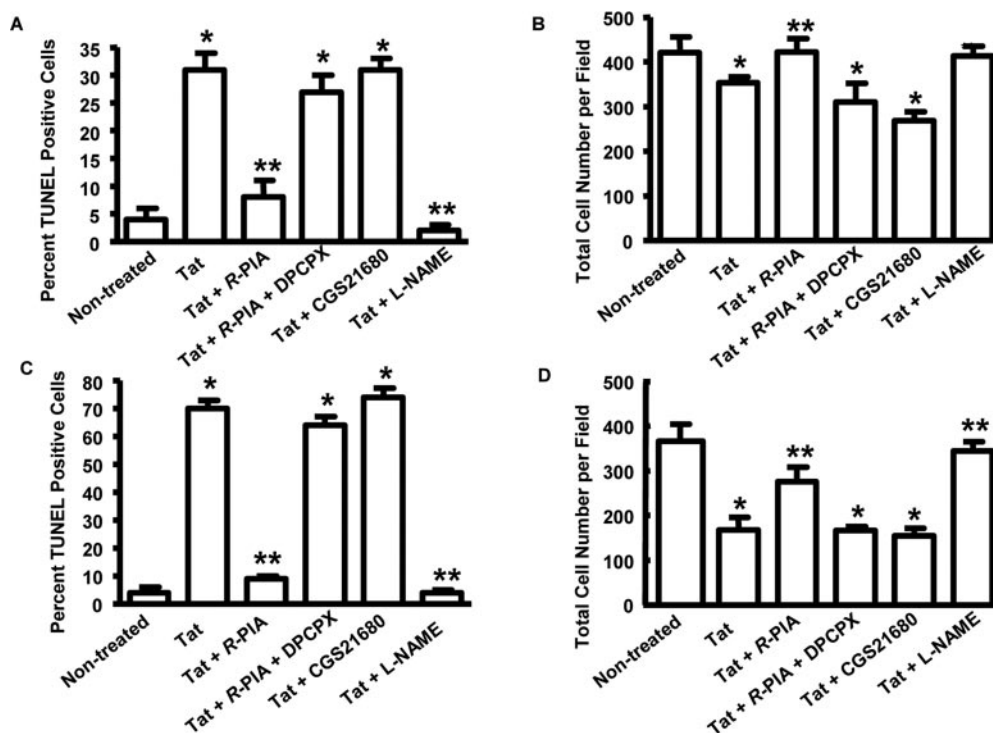 A
Percent TUNEL Positive Cells
35
30
25
20
15
10
5
0
*
**
*
*
**
Non-treated
Tat
Tat + R-PIA
Tat + R-PIA + DPCPX
Tat + CGS21680
Tat + L-NAME
B
Total Cell Number per Field
500
400
300
200
100
0
*
**
*
*
Non-treated
Tat
Tat + R-PIA
Tat + R-PIA + DPCPX
Tat + CGS21680
Tat + L-NAME
C
Percent TUNEL Positive Cells
80
70
60
50
40
30
20
10
0
*
**
*
*
**
Non-treated
Tat
Tat + R-PIA
Tat + R-PIA + DPCPX
Tat + CGS21680
Tat + L-NAME
D
Total Cell Number per Field
500
400
300
200
100
0
*
**
*
*
**
Non-treated
Tat
Tat + R-PIA
Tat + R-PIA + DPCPX
Tat + CGS21680
Tat + L-NAME